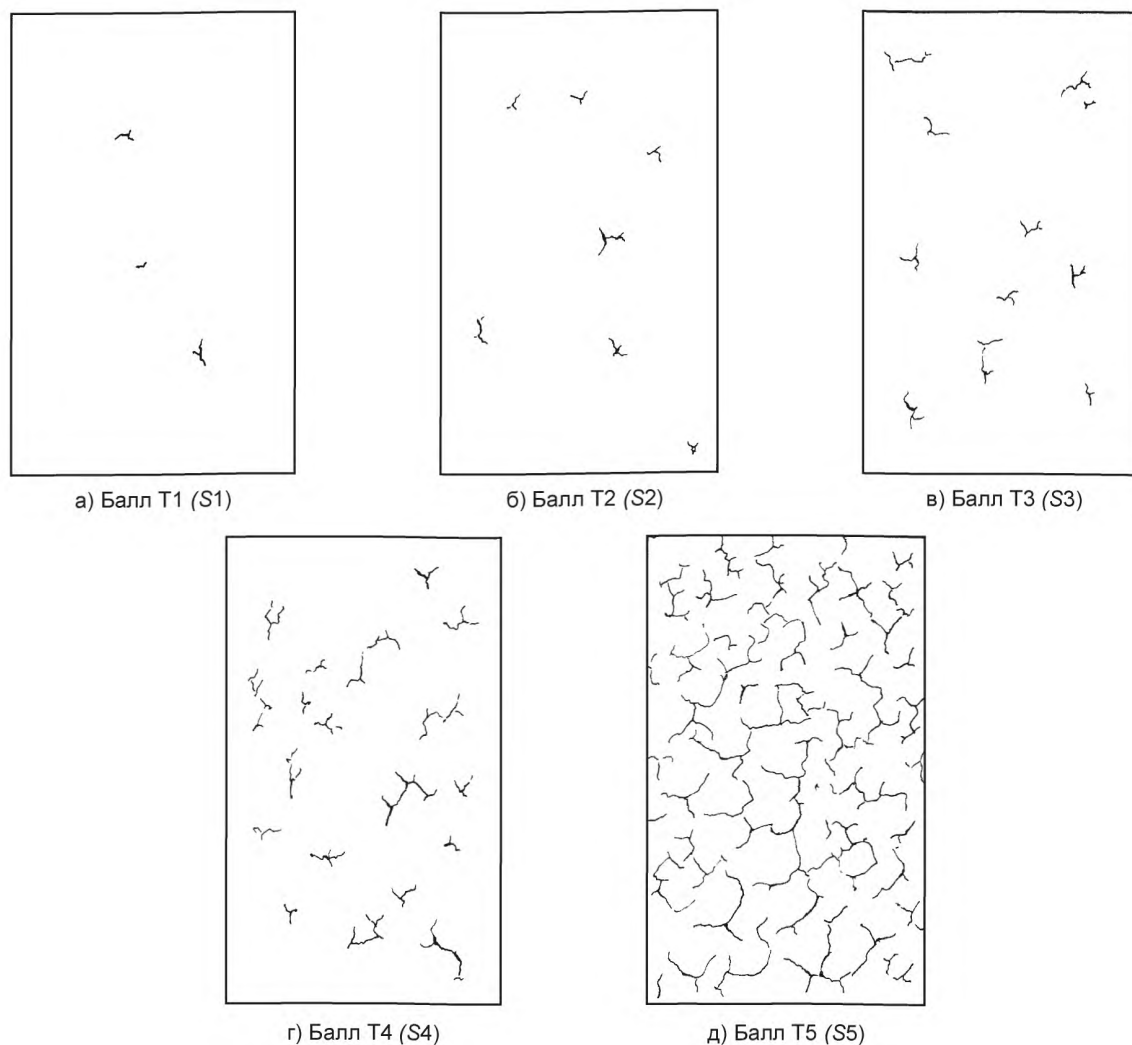 а) Балл Т1 (S1)
б) Балл Т2 (S2)
в) Балл Т3 (S3)
г) Балл Т4 (S4)
д) Балл Т5 (S5)